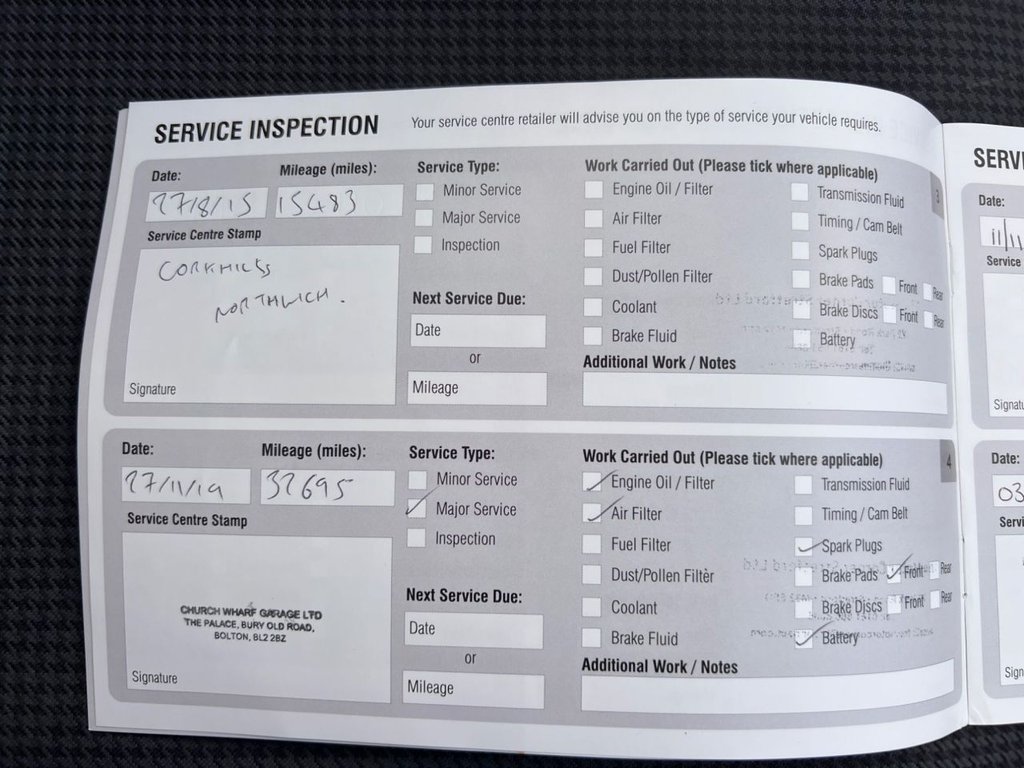 SERVICE INSPECTION
Your service centre retailer will advise you on the type of service your vehicle requires.
Date:
Mileage (miles):
27/8/15
15483
Service Centre Stamp
CORKHILLS
NORTHWICH.
Signature
Service Type:
Minor Service
Major Service
Inspection
Next Service Due:
Date
or
Mileage
Work Carried Out (Please tick where applicable)
Engine Oil / Filter
Air Filter
Fuel Filter
Dust/Pollen Filter
Coolant
Brake Fluid
Transmission Fluid
Timing / Cam Belt
Spark Plugs
Brake Pads Front Rear
Brake Discs Front Rear
Battery
Additional Work / Notes
3
Date:
Mileage (miles):
27/11/19
32695
Service Centre Stamp
CHURCH WHARF GARAGE LTD
THE PALACE, BURY OLD ROAD,
BOLTON, BL2 2BZ
Signature
Service Type:
Minor Service
Major Service
Inspection
Next Service Due:
Date
or
Mileage
Work Carried Out (Please tick where applicable)
Engine Oil / Filter
Air Filter
Fuel Filter
Dust/Pollen Filter
Coolant
Brake Fluid
Transmission Fluid
Timing / Cam Belt
Spark Plugs
Brake Pads Front Rear
Brake Discs Front Rear
Battery
Additional Work / Notes
4
SERVI
Date:
Service
Signatu
Date:
03
Servi
Sign